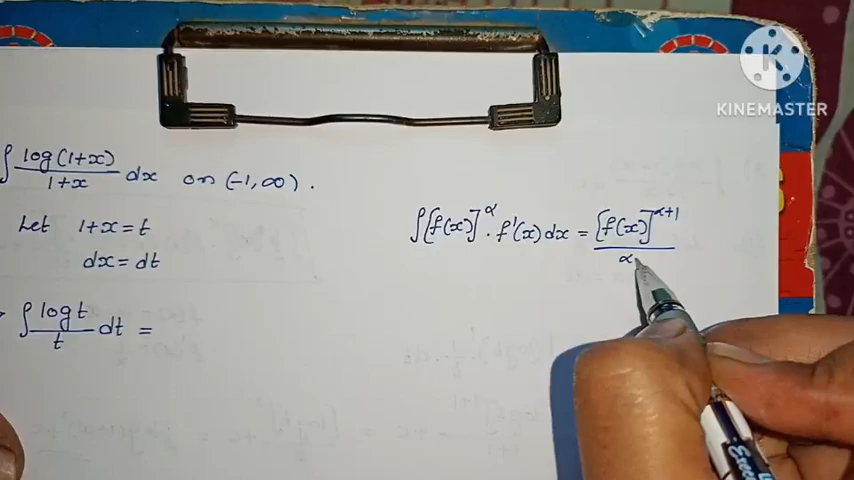 KINEMASTER
∫ log(1+x)/(1+x) dx on (-1, ∞).
Let 1+x = t
dx = dt
∫ log t/t dt =
∫[f(x)]^α . f'(x) dx = [f(x)]^(α+1)/α